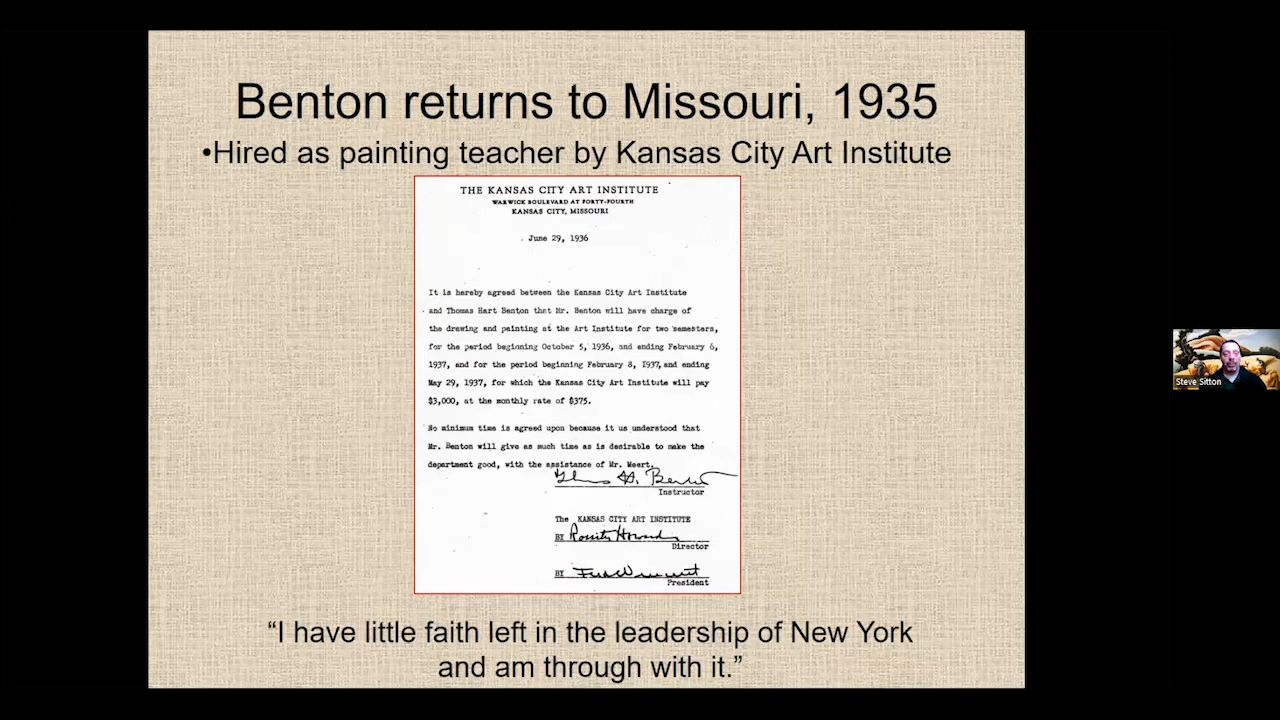 Benton returns to Missouri, 1935
•Hired as painting teacher by Kansas City Art Institute
THE KANSAS CITY ART INSTITUTE
WARWICK BOULEVARD AT FORTY-FOURTH
KANSAS CITY, MISSOURI
June 29, 1936
It is hereby agreed between the Kansas City Art Institute
and Thomas Hart Benton that Mr. Benton will have charge of
the drawing and painting at the Art Institute for two semesters,
for the period beginning October 5, 1936, and ending February 6,
1937, and for the period beginning February 8, 1937, and ending
May 29, 1937, for which the Kansas City Art Institute will pay
$3,000, at the monthly rate of $375.
No minimum time is agreed upon because it us understood that
Mr. Benton will give as much time as is desirable to make the
department good, with the assistance of Mr. Meert.
Instructor
The KANSAS CITY ART INSTITUTE
BY Rossiter Howard
Director
BY
President
“I have little faith left in the leadership of New York
and am through with it.”
Steve Sitton